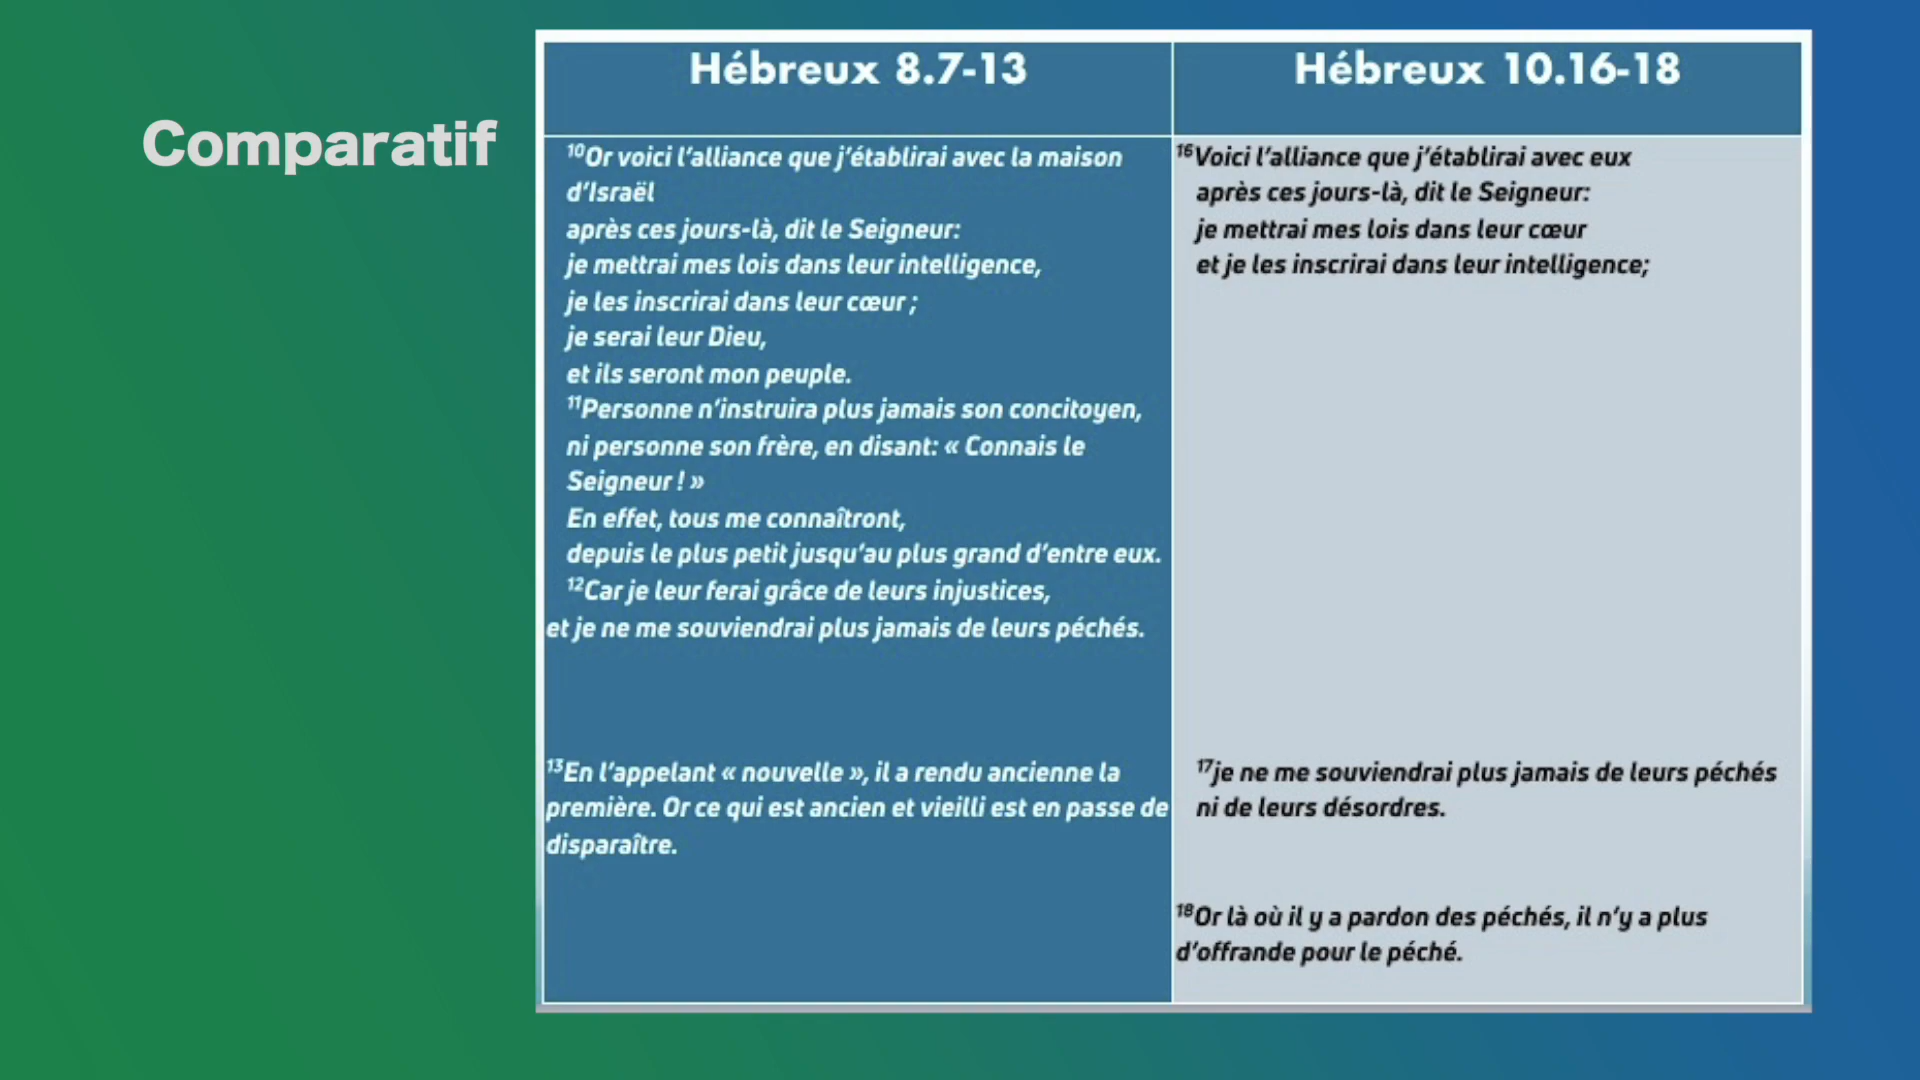 Comparatif
Hébreux 8.7-13
¹⁰Or voici l’alliance que j’établirai avec la maison
d’Israël
après ces jours-là, dit le Seigneur:
je mettrai mes lois dans leur intelligence,
je les inscrirai dans leur cœur ;
je serai leur Dieu,
et ils seront mon peuple.
¹¹Personne n’instruira plus jamais son concitoyen,
ni personne son frère, en disant: « Connais le
Seigneur ! »
En effet, tous me connaîtront,
depuis le plus petit jusqu’au plus grand d’entre eux.
¹²Car je leur ferai grâce de leurs injustices,
et je ne me souviendrai plus jamais de leurs péchés.
¹³En l’appelant « nouvelle », il a rendu ancienne la
première. Or ce qui est ancien et vieilli est en passe de
disparaître.
Hébreux 10.16-18
¹⁶Voici l’alliance que j’établirai avec eux
après ces jours-là, dit le Seigneur:
je mettrai mes lois dans leur cœur
et je les inscrirai dans leur intelligence;
¹⁷je ne me souviendrai plus jamais de leurs péchés
ni de leurs désordres.
¹⁸Or là où il y a pardon des péchés, il n’y a plus
d’offrande pour le péché.